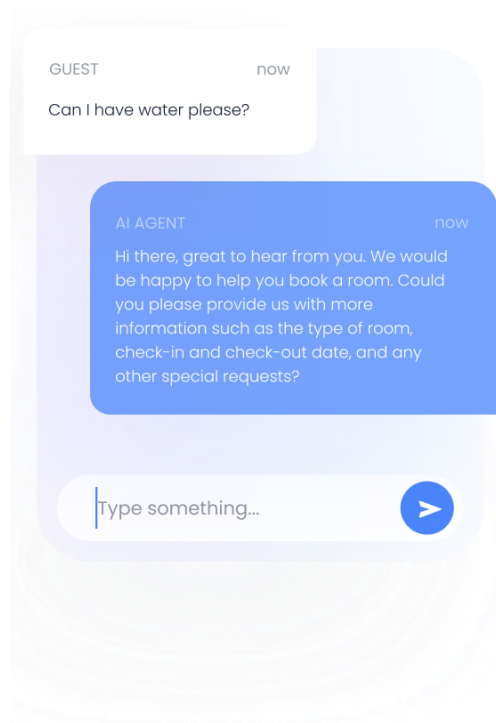 GUEST now
Can I have water please?
AI AGENT now
Hi there, great to hear from you. We would
be happy to help you book a room. Could
you please provide us with more
information such as the type of room,
check-in and check-out date, and any
other special requests?
Type something...